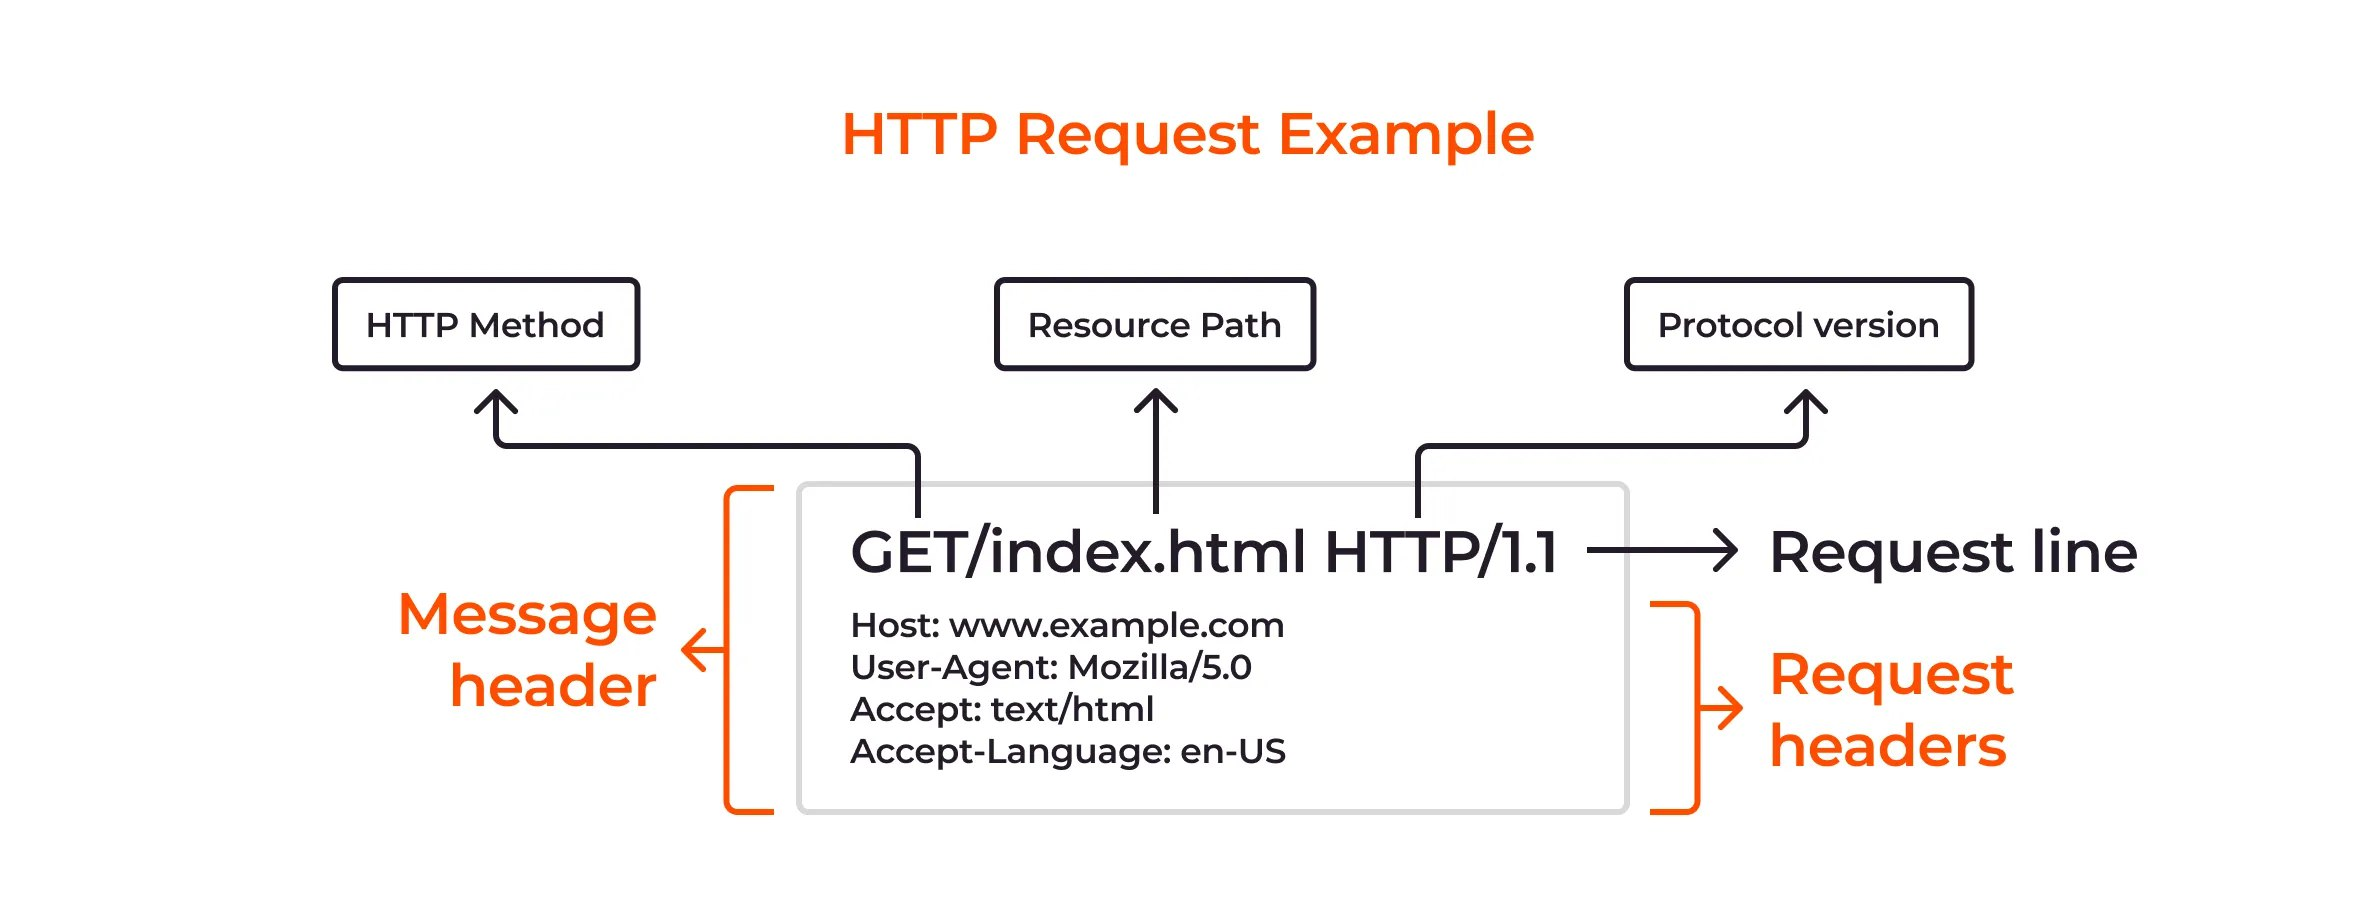 HTTP Request Example
HTTP Method
Resource Path
Protocol version
GET/index.html HTTP/1.1
Request line
Message
header
Host: www.example.com
User-Agent: Mozilla/5.0
Accept: text/html
Accept-Language: en-US
Request
headers